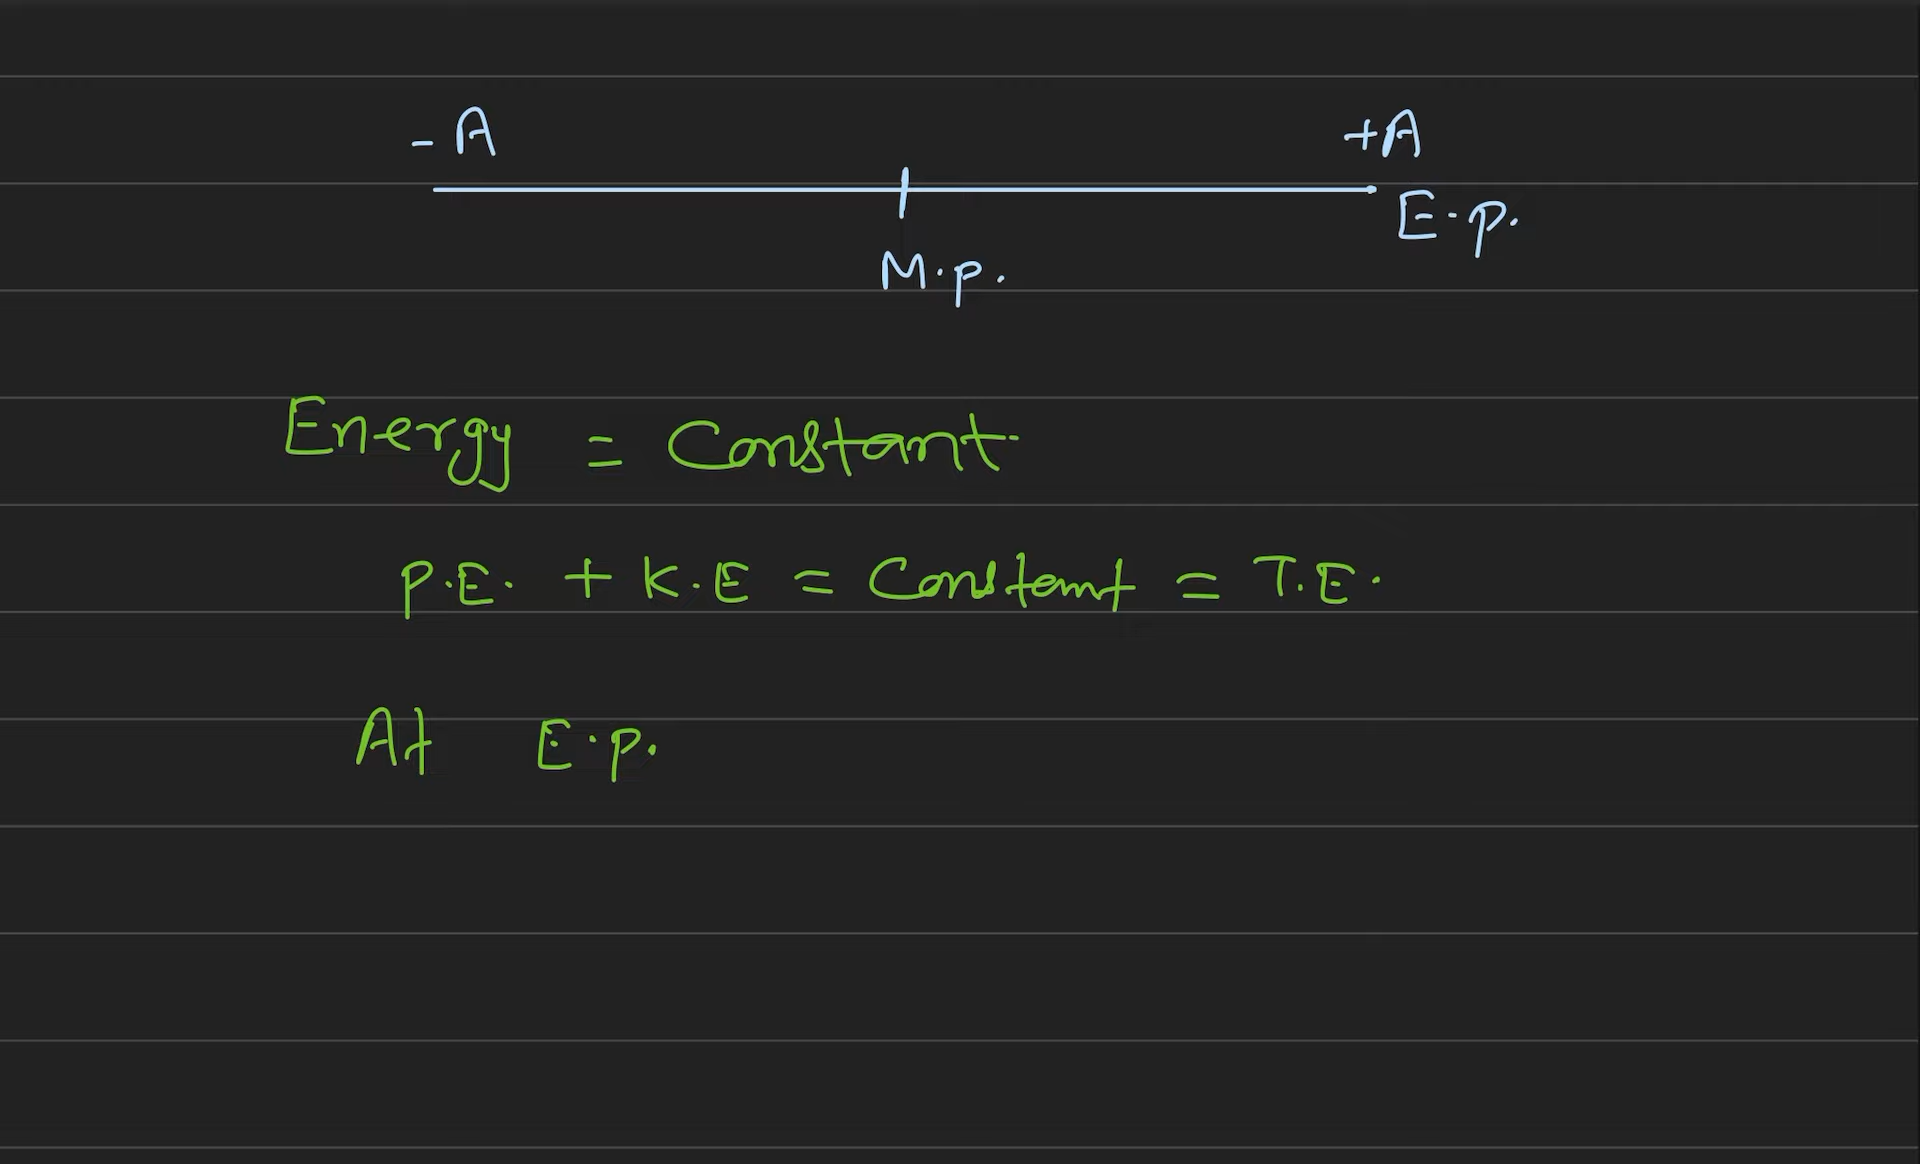 - A +A
E.p.
M.p.
Energy = Constant
P.E. + K.E = Constant = T.E.
At E.p.